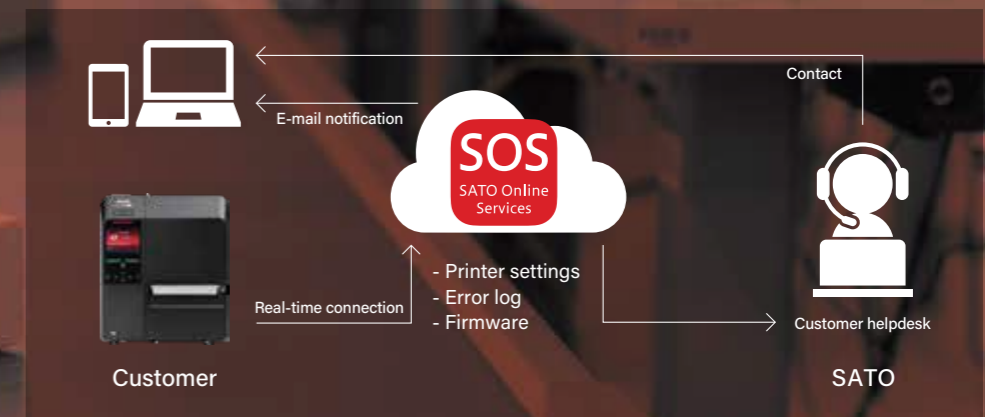 Contact
E-mail notification
SOS
SATO Online
Services
- Printer settings
- Error log
- Firmware
Real-time connection
Customer helpdesk
Customer
SATO